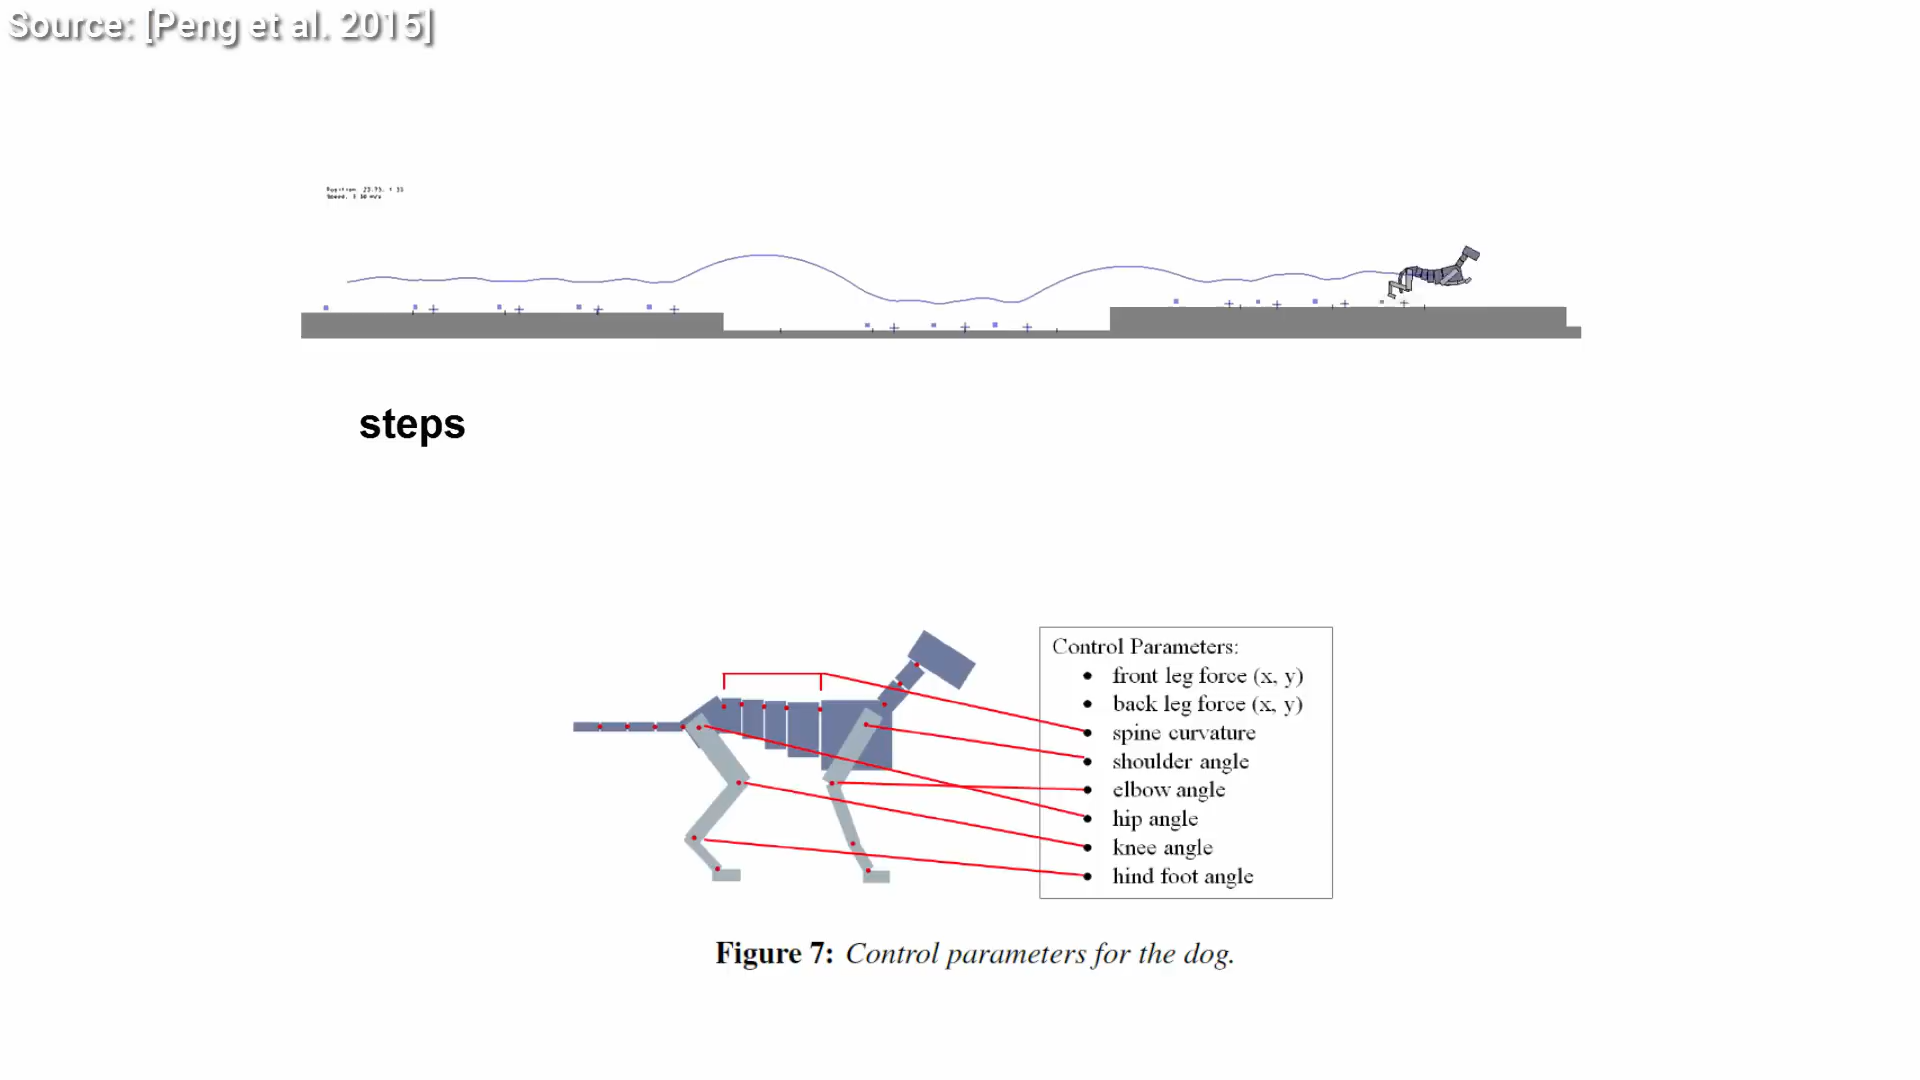 Source: [Peng et al. 2015]
steps
Control Parameters:
• front leg force (x, y)
• back leg force (x, y)
• spine curvature
• shoulder angle
• elbow angle
• hip angle
• knee angle
• hind foot angle
Figure 7: Control parameters for the dog.